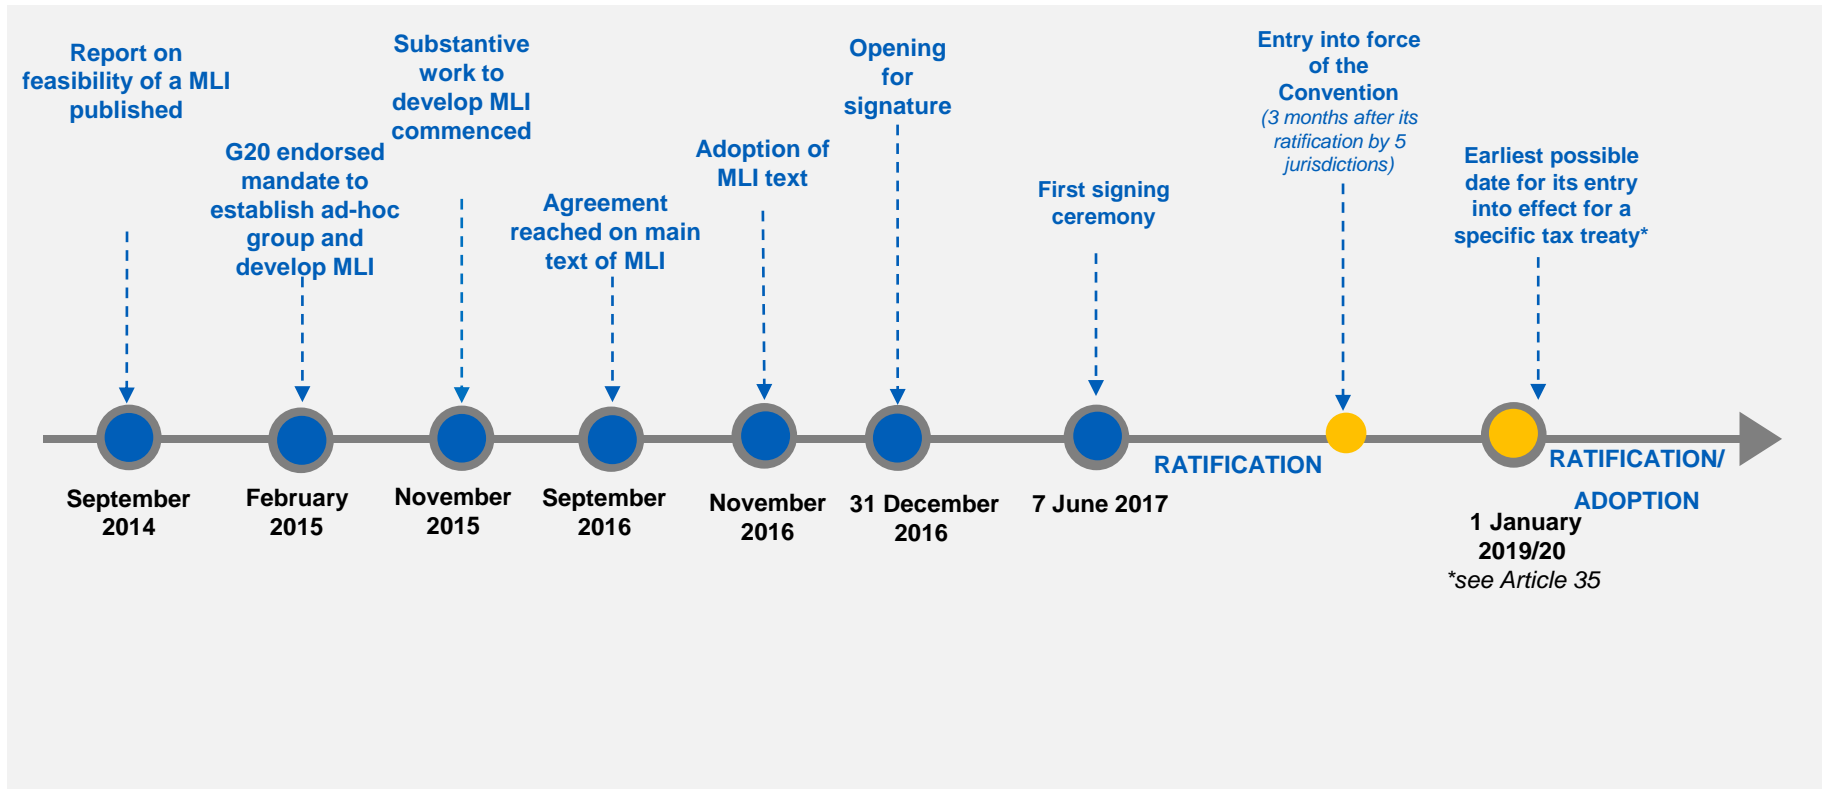 Report on
feasibility of a MLI
published
G20 endorsed
mandate to
establish ad-hoc
group and
develop MLI
Substantive
work to
develop MLI
commenced
Agreement
reached on main
text of MLI
Adoption of
MLI text
Opening
for
signature
First signing
ceremony
Entry into force
of the
Convention
(3 months after its
ratification by 5
jurisdictions)
Earliest possible
date for its entry
into effect for a
specific tax treaty*
RATIFICATION
RATIFICATION/
ADOPTION
September
2014
February
2015
November
2015
September
2016
November
2016
31 December
2016
7 June 2017
1 January
2019/20
*see Article 35